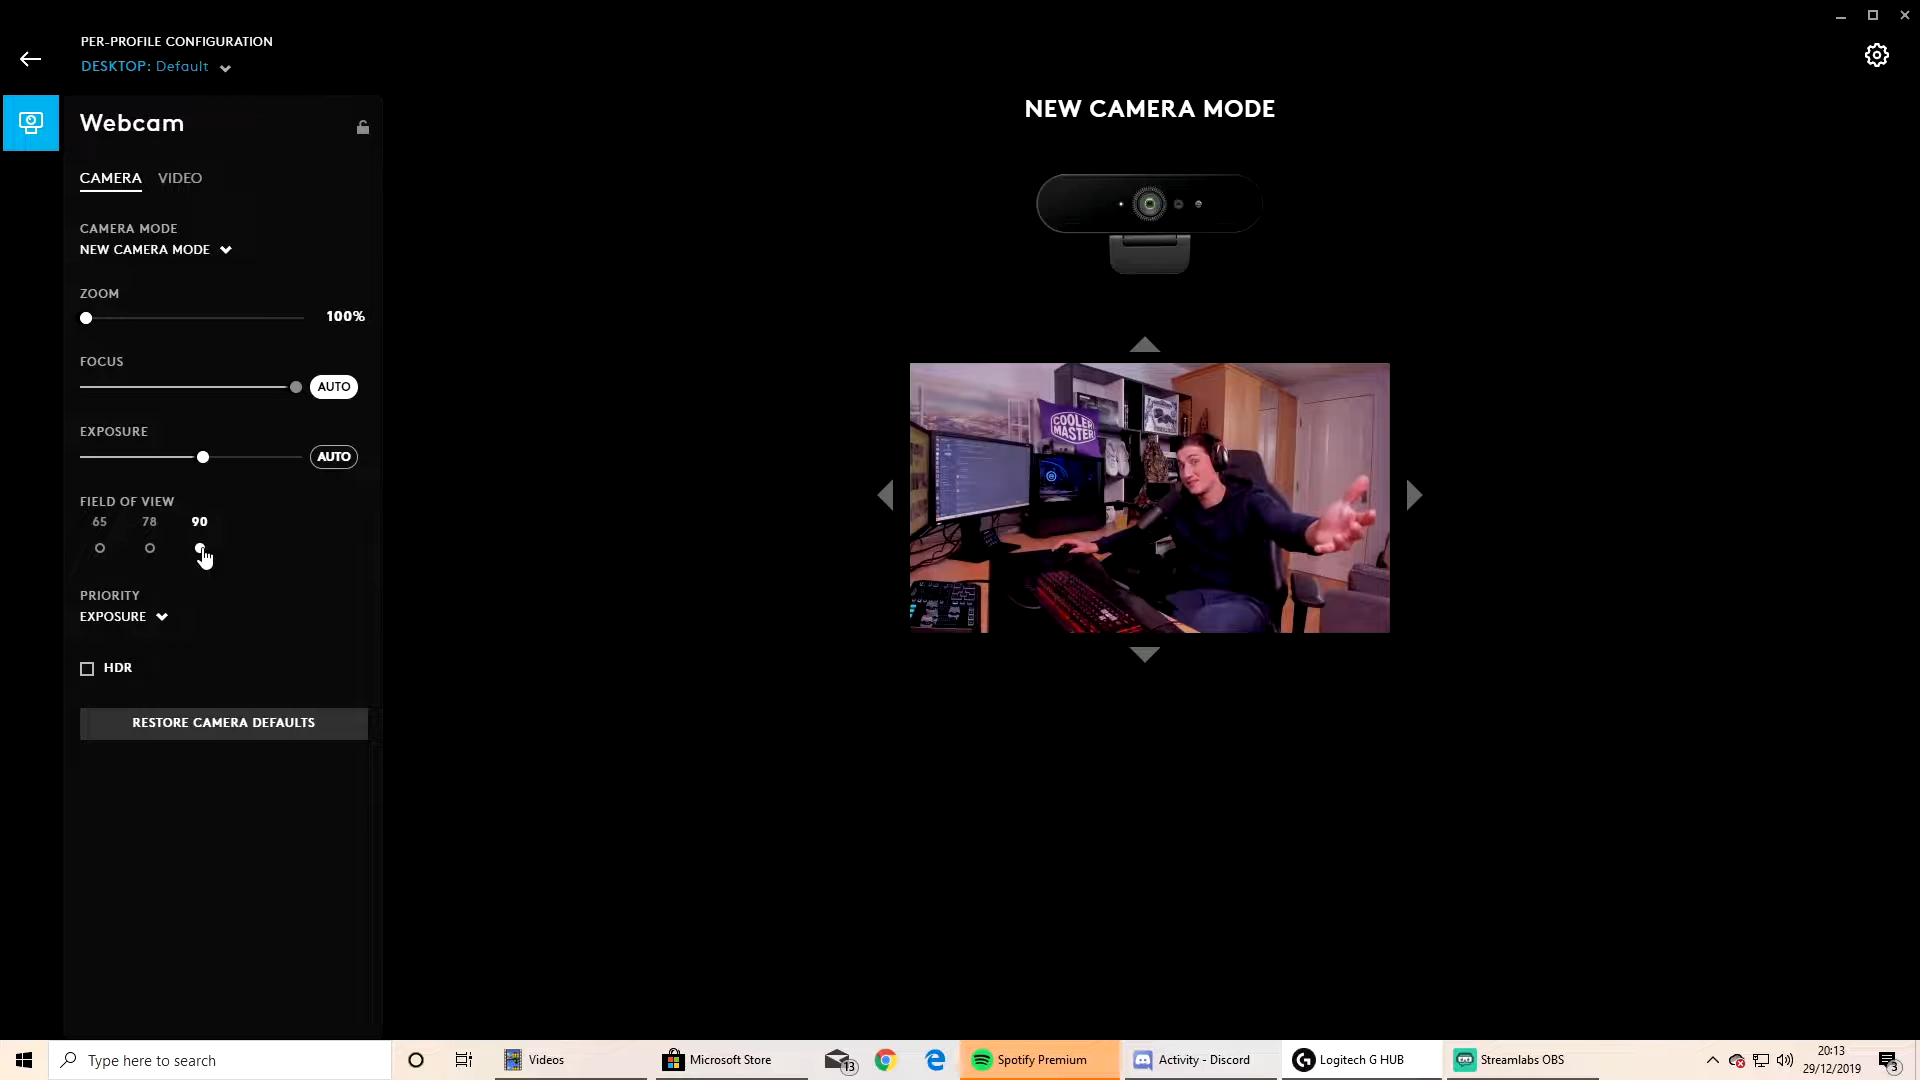 PER-PROFILE CONFIGURATION
DESKTOP: Default
Webcam
CAMERA VIDEO
CAMERA MODE
NEW CAMERA MODE
ZOOM
100%
FOCUS
AUTO
EXPOSURE
AUTO
FIELD OF VIEW
65 78 90
PRIORITY
EXPOSURE
HDR
RESTORE CAMERA DEFAULTS
NEW CAMERA MODE
COOLER
MASTER
Type here to search
Videos
Microsoft Store
13
Spotify Premium
Activity - Discord
Logitech G HUB
Streamlabs OBS
20:13
29/12/2019
3